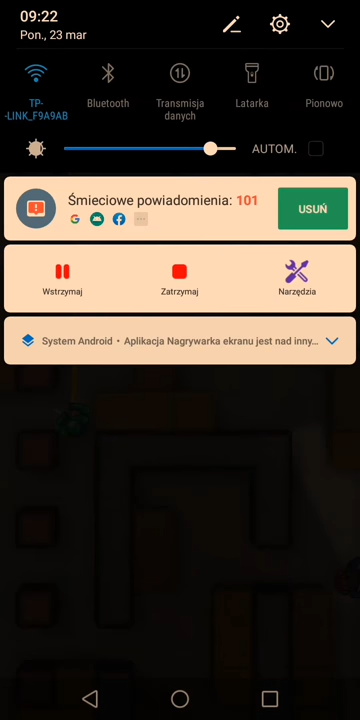 09:22
Pon., 23 mar
TP-
-LINK_F9A9AB
Bluetooth
Transmisja
danych
Latarka
Pionowo
AUTOM.
Śmieciowe powiadomienia: 101
USUŃ
Wstrzymaj
Zatrzymaj
Narzędzia
System Android • Aplikacja Nagrywarka ekranu jest nad inny...